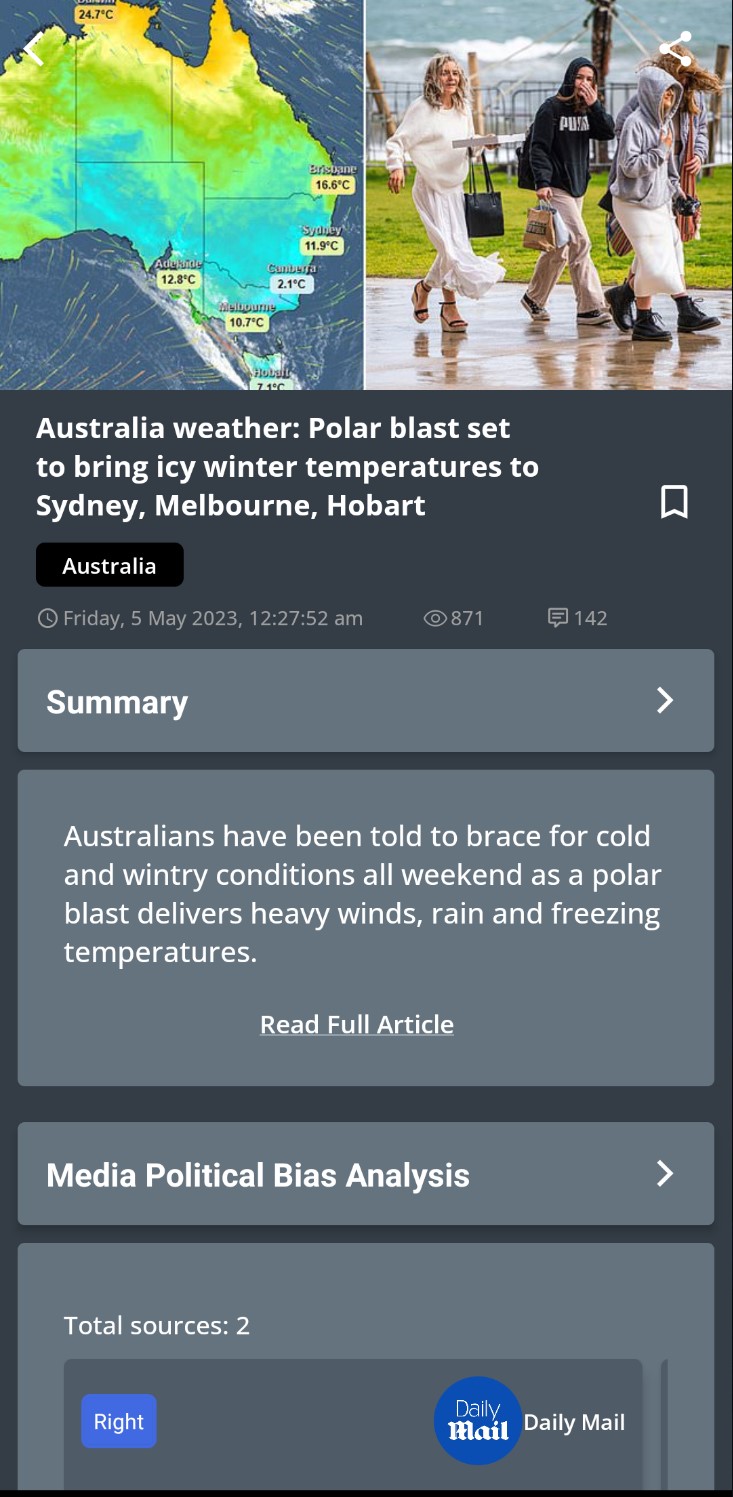 24.7°C
Brisbane
16.6°C
Sydney
11.9°C
Adelaide
12.8°C
Canberra
2.1°C
Melbourne
10.7°C
Hobart
7.1°C
PUMA
Australia weather: Polar blast set
to bring icy winter temperatures to
Sydney, Melbourne, Hobart
Australia
Friday, 5 May 2023, 12:27:52 am 871 142
Summary
Australians have been told to brace for cold
and wintry conditions all weekend as a polar
blast delivers heavy winds, rain and freezing
temperatures.
Read Full Article
Media Political Bias Analysis
Total sources: 2
Right Daily Mail Daily Mail